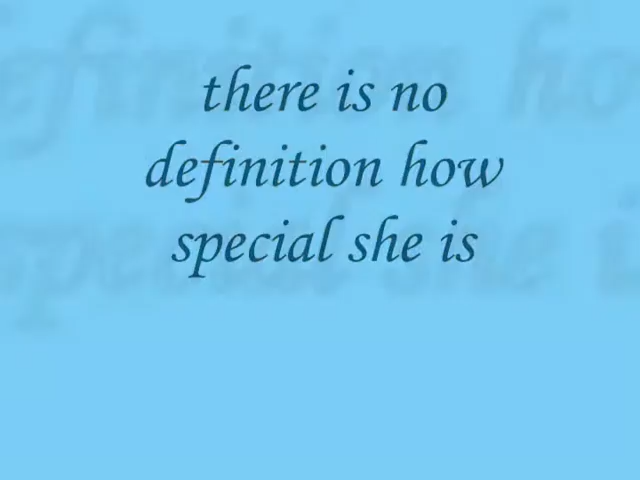 there is no
definition how
special she is